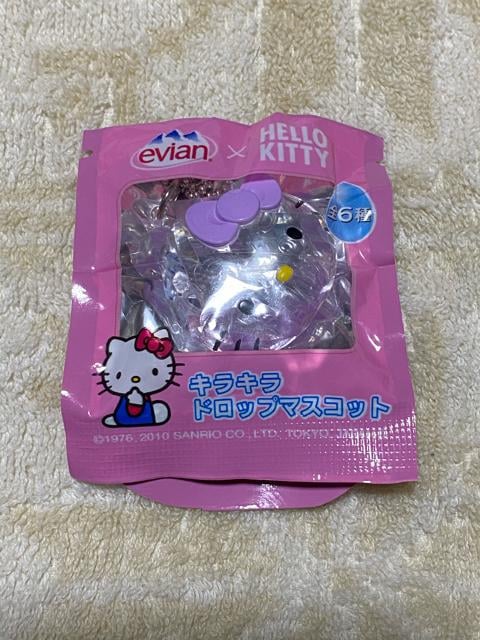 evian × HELLO KITTY
全6種
キラキラ
ドロップマスコット
©1976, 2010 SANRIO CO., LTD. TOKYO,